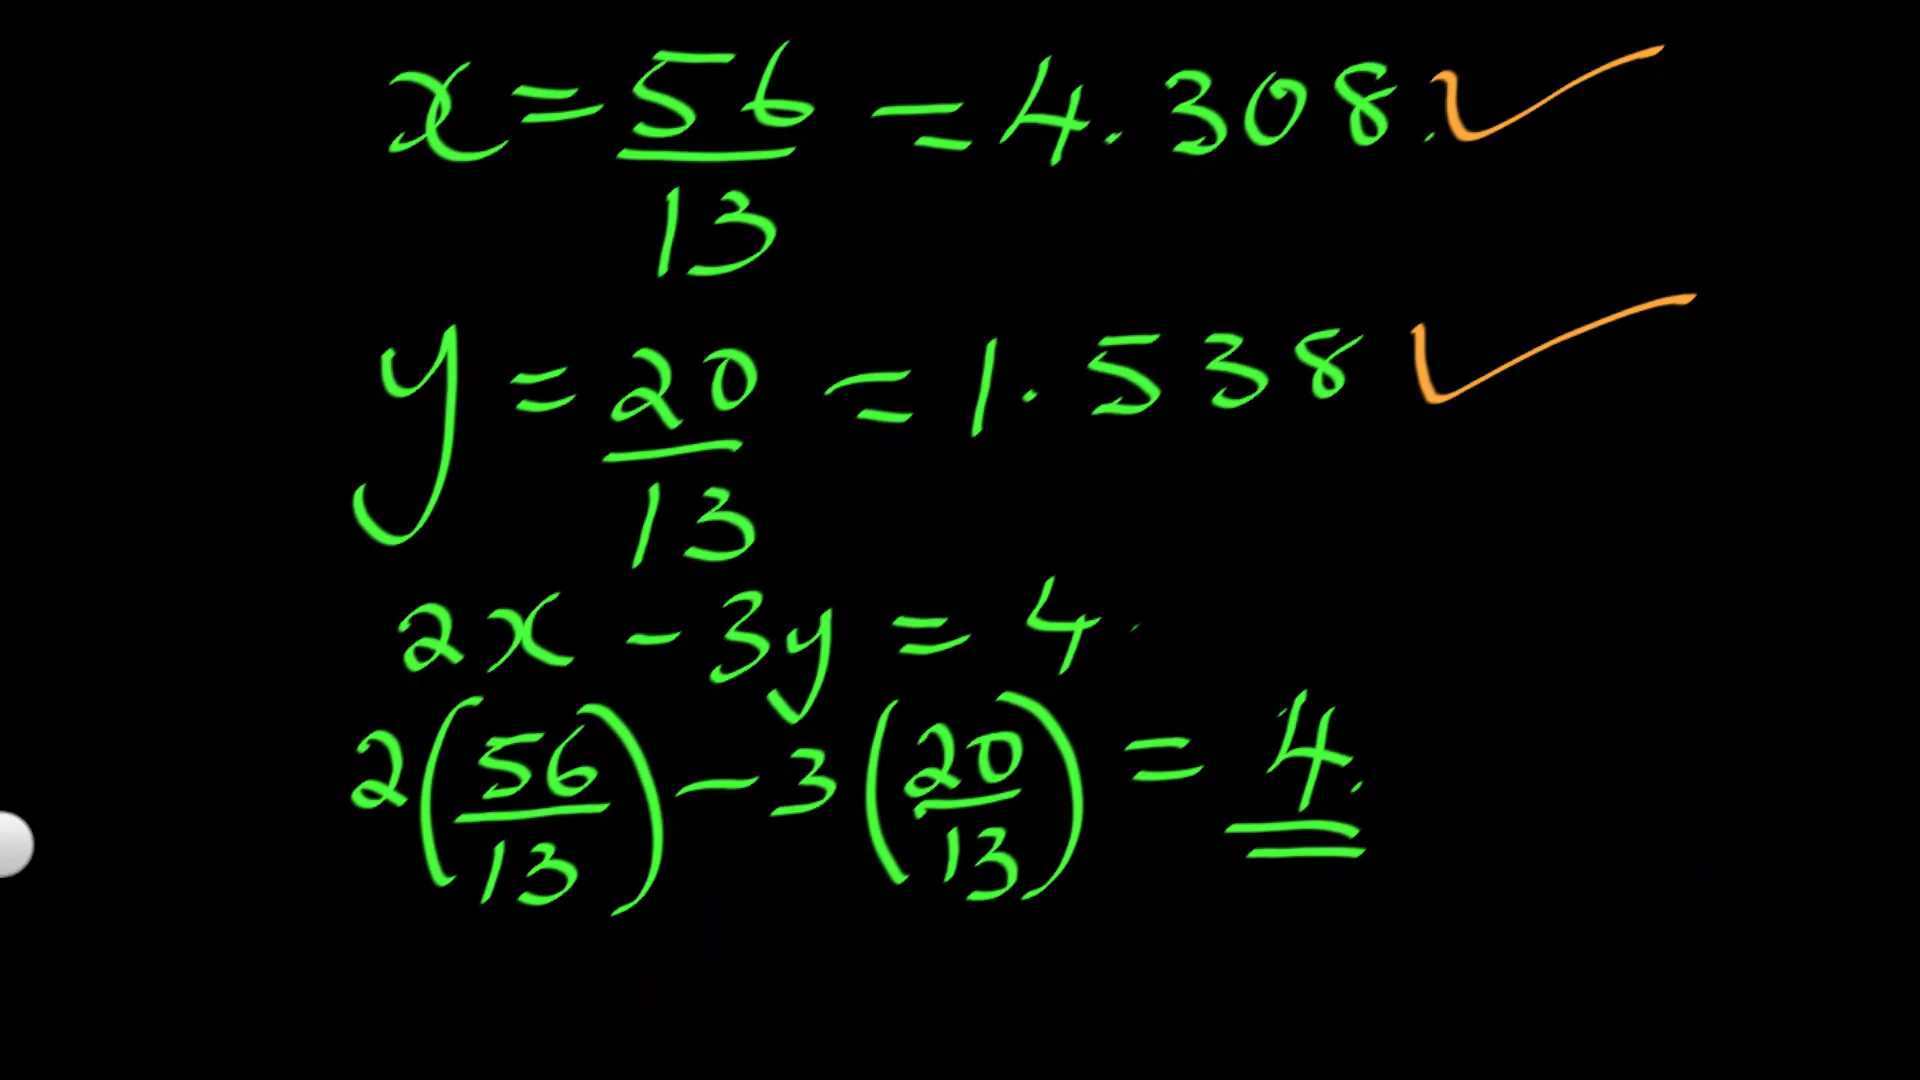 x = 56/13 = 4.308.
y = 20/13 = 1.538
2x - 3y = 4.
2(56/13) - 3(20/13) = 4.